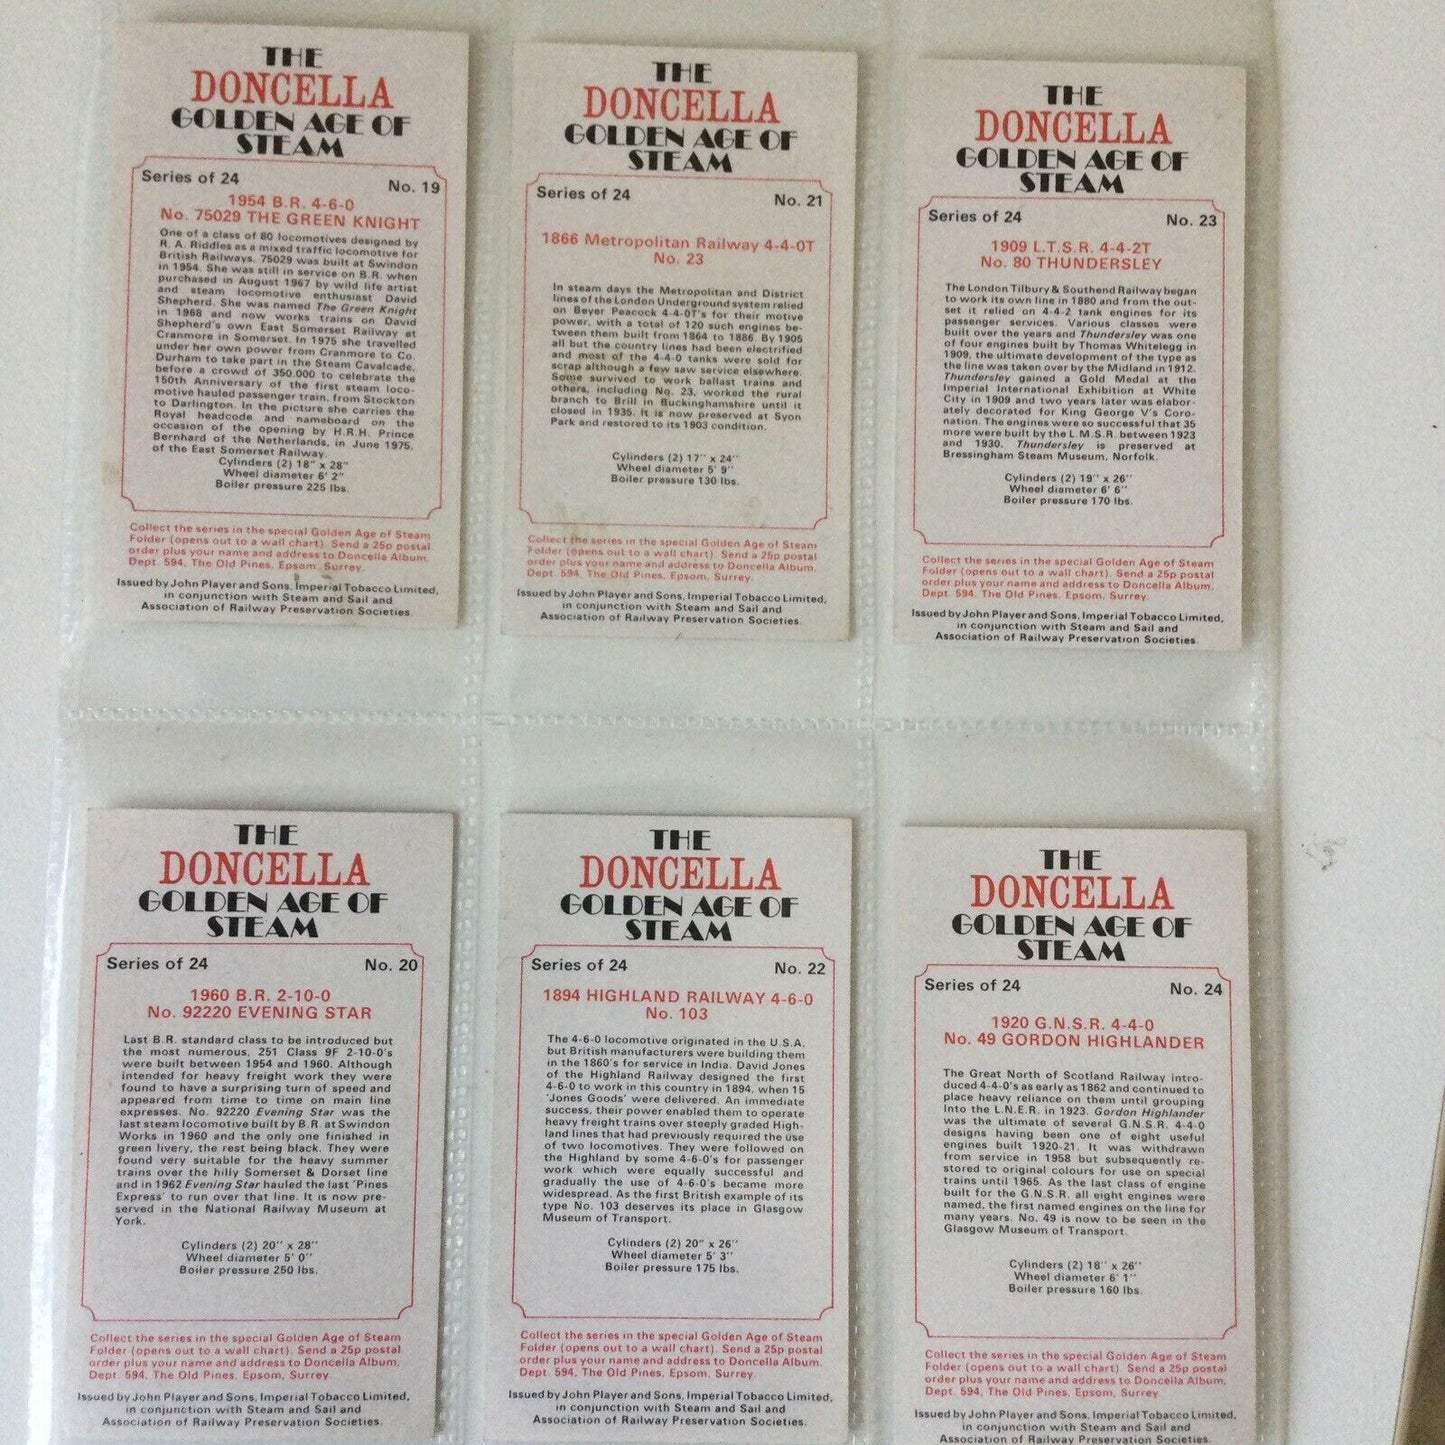 THE
DONCELLA
GOLDEN AGE OF
STEAM
Series of 24
No. 19
1954 B.R. 4-6-0
No. 75029 THE GREEN KNIGHT
One of a class of 80 locomotives designed by
R. A. Riddles as a mixed traffic locomotive for
British Railways. 75029 was built at Swindon
in 1954. She was still in service on B.R. when
purchased in August 1967 by wild life artist
and steam locomotive enthusiast David
Shepherd. She was named The Green Knight
in 1968 and now works trains on David
Shepherd's own East Somerset Railway at
Cranmore in Somerset. In 1975 she travelled
under her own power from Cranmore to Co.
Durham to take part in the Steam Cavalcade,
before a crowd of 350,000 to celebrate the
150th Anniversary of the first steam loco-
motive hauled passenger train, from Stockton
to Darlington. In the picture she carries the
Royal headcode and nameboard on the
occasion of the opening by H.R.H. Prince
Bernhard of the Netherlands, in June 1975,
of the East Somerset Railway.
Cylinders (2) 18" x 28"
Wheel diameter 6' 2"
Boiler pressure 225 lbs.
Collect the series in the special Golden Age of Steam
Folder (opens out to a wall chart). Send a 25p postal
order plus your name and address to Doncella Album,
Dept. 594, The Old Pines, Epsom, Surrey.
Issued by John Player and Sons, Imperial Tobacco Limited,
in conjunction with Steam and Sail and
Association of Railway Preservation Societies.
THE
DONCELLA
GOLDEN AGE OF
STEAM
Series of 24
No. 21
1866 Metropolitan Railway 4-4-0T
No. 23
In steam days the Metropolitan and District
lines of the London Underground system relied
on Beyer Peacock 4-4-0T's for their motive
power, with a total of 120 such engines be-
tween them built from 1864 to 1886. By 1905
all but the country lines had been electrified
and most of the 4-4-0 tanks were sold for
scrap although a few saw service elsewhere.
Some survived to work ballast trains and
others, including No. 23, worked the rural
branch to Brill in Buckinghamshire until it
closed in 1935. It is now preserved at Syon
Park and restored to its 1903 condition.
Cylinders (2) 17" x 24"
Wheel diameter 5' 9"
Boiler pressure 130 lbs.
Collect the series in the special Golden Age of Steam
Folder (opens out to a wall chart). Send a 25p postal
order plus your name and address to Doncella Album,
Dept. 594, The Old Pines, Epsom, Surrey.
Issued by John Player and Sons, Imperial Tobacco Limited,
in conjunction with Steam and Sail and
Association of Railway Preservation Societies.
THE
DONCELLA
GOLDEN AGE OF
STEAM
Series of 24
No. 23
1909 L.T.S.R. 4-4-2T
No. 80 THUNDERSLEY
The London Tilbury & Southend Railway began
to work its own line in 1880 and from the out-
set it relied on 4-4-2 tank engines for its
passenger services. Various classes were
built over the years and Thundersley was one
of four engines built by Thomas Whitelegg in
1909, the ultimate development of the type as
the line was taken over by the Midland in 1912.
Thundersley gained a Gold Medal at the
Imperial International Exhibition at White
City in 1909 and two years later was elabor-
ately decorated for King George V's Coro-
nation. The engines were so successful that 35
more were built by the L.M.S.R. between 1923
and 1930. Thundersley is preserved at
Bressingham Steam Museum, Norfolk.
Cylinders (2) 19" x 26"
Wheel diameter 6' 6"
Boiler pressure 170 lbs.
Collect the series in the special Golden Age of Steam
Folder (opens out to a wall chart). Send a 25p postal
order plus your name and address to Doncella Album,
Dept. 594, The Old Pines, Epsom, Surrey.
Issued by John Player and Sons, Imperial Tobacco Limited,
in conjunction with Steam and Sail and
Association of Railway Preservation Societies.
THE
DONCELLA
GOLDEN AGE OF
STEAM
Series of 24
No. 20
1960 B.R. 2-10-0
No. 92220 EVENING STAR
Last B.R. standard class to be introduced but
the most numerous, 251 Class 9F 2-10-0's
were built between 1954 and 1960. Although
intended for heavy freight work they were
found to have a surprising turn of speed and
appeared from time to time on main line
expresses. No. 92220 Evening Star was the
last steam locomotive built by B.R. at Swindon
Works in 1960 and the only one finished in
green livery, the rest being black. They were
found very suitable for the heavy summer
trains over the hilly Somerset & Dorset line
and in 1962 Evening Star hauled the last 'Pines
Express' to run over that line. It is now pre-
served in the National Railway Museum at
York.
Cylinders (2) 20" x 28"
Wheel diameter 5' 0"
Boiler pressure 250 lbs.
Collect the series in the special Golden Age of Steam
Folder (opens out to a wall chart). Send a 25p postal
order plus your name and address to Doncella Album,
Dept. 594, The Old Pines, Epsom, Surrey.
Issued by John Player and Sons, Imperial Tobacco Limited,
in conjunction with Steam and Sail and
Association of Railway Preservation Societies.
THE
DONCELLA
GOLDEN AGE OF
STEAM
Series of 24
No. 22
1894 HIGHLAND RAILWAY 4-6-0
No. 103
The 4-6-0 locomotive originated in the U.S.A.
but British manufacturers were building them
in the 1860's for service in India. David Jones
of the Highland Railway designed the first
4-6-0 to work in this country in 1894, when 15
'Jones Goods' were delivered. An immediate
success, their power enabled them to operate
heavy freight trains over steeply graded High-
land lines that had previously required the use
of two locomotives. They were followed on
the Highland by some 4-6-0's for passenger
work which were equally successful and
gradually the use of 4-6-0's became more
widespread. As the first British example of its
type No. 103 deserves its place in Glasgow
Museum of Transport.
Cylinders (2) 20" x 26"
Wheel diameter 5' 3"
Boiler pressure 175 lbs.
Collect the series in the special Golden Age of Steam
Folder (opens out to a wall chart). Send a 25p postal
order plus your name and address to Doncella Album,
Dept. 594, The Old Pines, Epsom, Surrey.
Issued by John Player and Sons, Imperial Tobacco Limited,
in conjunction with Steam and Sail and
Association of Railway Preservation Societies.
THE
DONCELLA
GOLDEN AGE OF
STEAM
Series of 24
No. 24
1920 G.N.S.R. 4-4-0
No. 49 GORDON HIGHLANDER
The Great North of Scotland Railway intro-
duced 4-4-0's as early as 1862 and continued to
place heavy reliance on them until grouping
Into the L.N.E.R. in 1923. Gordon Highlander
was the ultimate of several G.N.S.R. 4-4-0
designs having been one of eight useful
engines built 1920-21. It was withdrawn
from service in 1958 but subsequently re-
stored to original colours for use on special
trains until 1965. As the last class of engine
built for the G.N.S.R. all eight engines were
named, the first named engines on the line for
many years. No. 49 is now to be seen in the
Glasgow Museum of Transport.
Cylinders (2) 18" x 26"
Wheel diameter 6' 1"
Boiler pressure 160 lbs.
Collect the series in the special Golden Age of Steam
Folder (opens out to a wall chart). Send a 25p postal
order plus your name and address to Doncella Album,
Dept. 594, The Old Pines, Epsom, Surrey.
Issued by John Player and Sons, Imperial Tobacco Limited,
in conjunction with Steam and Sail and
Association of Railway Preservation Societies.